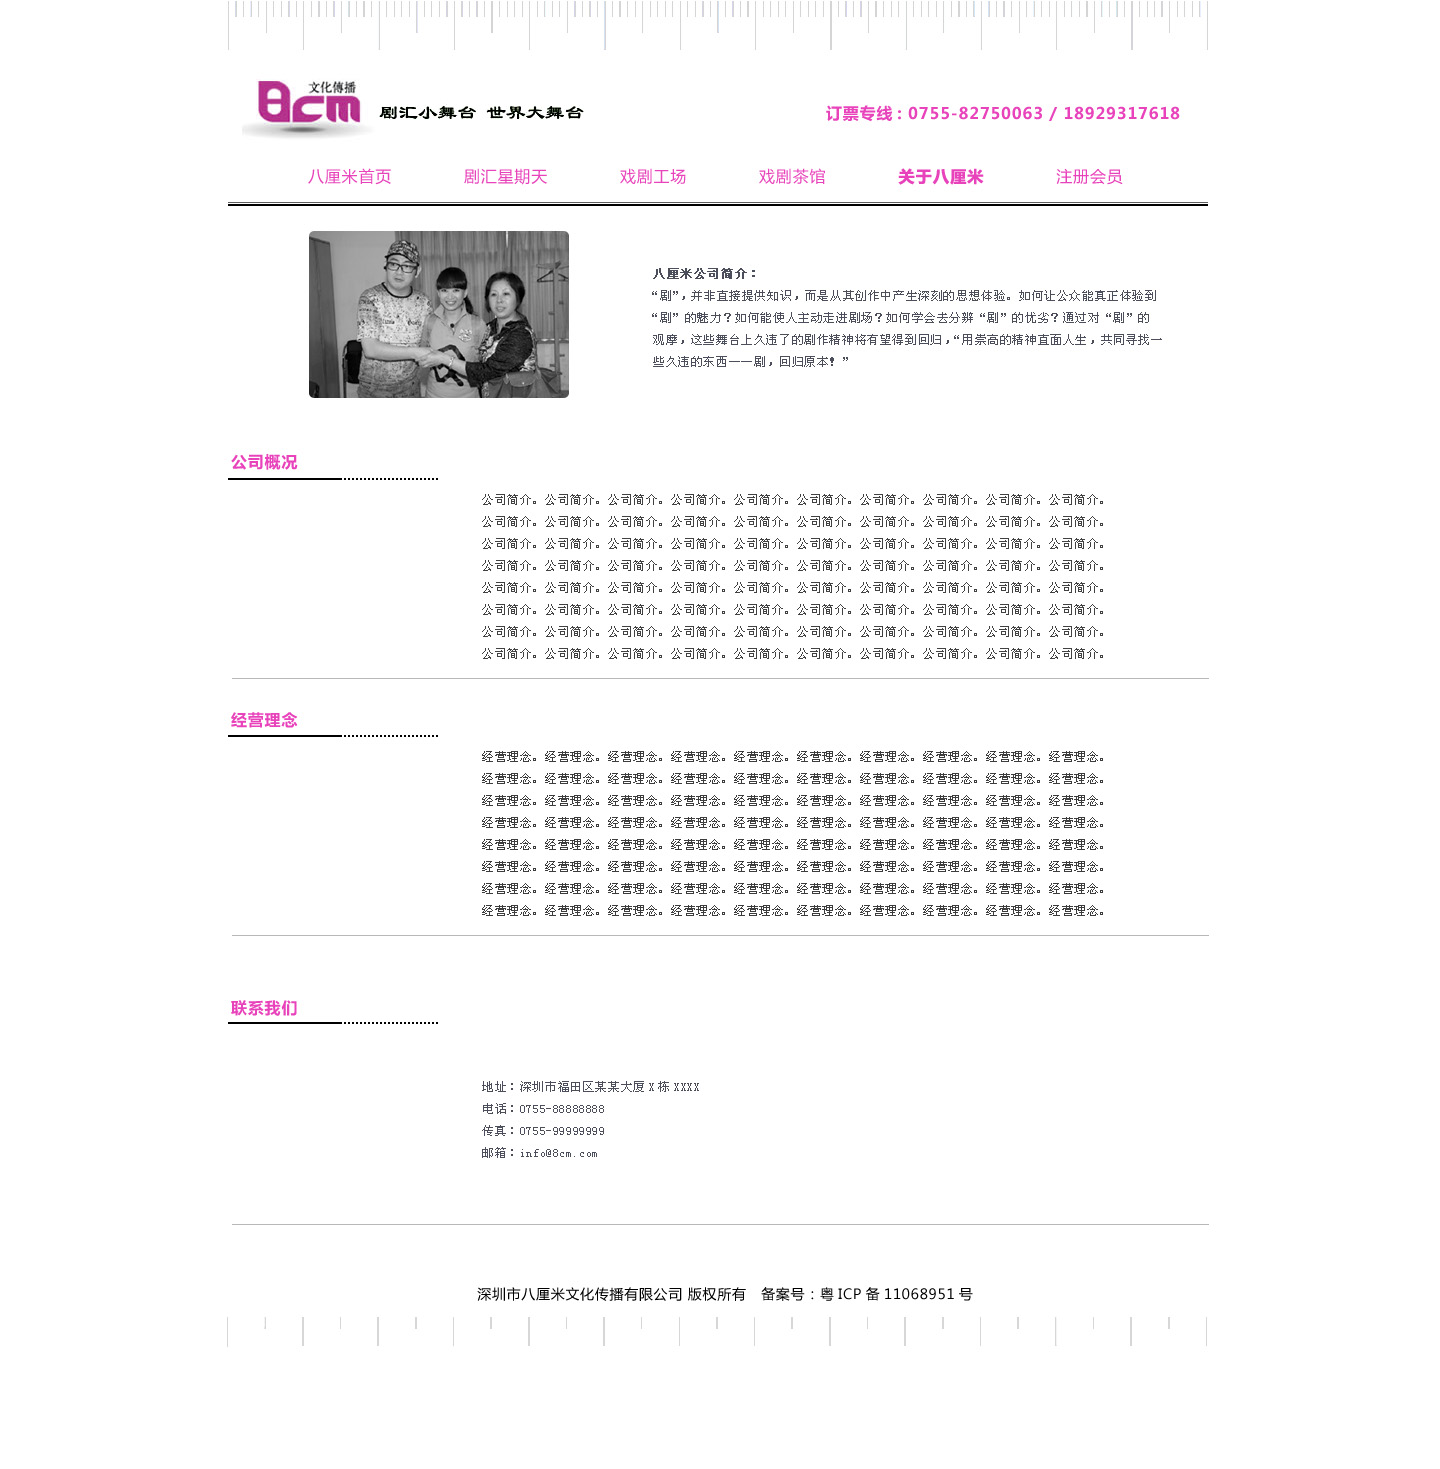 8cm 文化傳播
剧汇小舞台 世界大舞台
订票专线：0755-82750063 / 18929317618
八厘米首页 剧汇星期天 戏剧工场 戏剧茶馆 关于八厘米 注册会员
八厘米公司简介：
“剧”，并非直接提供知识，而是从其创作中产生深刻的思想体验。如何让公众能真正体验到
“剧”的魅力？如何能使人主动走进剧场？如何学会去分辨“剧”的优劣？通过对“剧”的
观摩，这些舞台上久违了的剧作精神将有望得到回归，“用崇高的精神直面人生，共同寻找一
些久违的东西——剧，回归原本！”
公司概况
公司简介。公司简介。公司简介。公司简介。公司简介。公司简介。公司简介。公司简介。公司简介。公司简介。
公司简介。公司简介。公司简介。公司简介。公司简介。公司简介。公司简介。公司简介。公司简介。公司简介。
公司简介。公司简介。公司简介。公司简介。公司简介。公司简介。公司简介。公司简介。公司简介。公司简介。
公司简介。公司简介。公司简介。公司简介。公司简介。公司简介。公司简介。公司简介。公司简介。公司简介。
公司简介。公司简介。公司简介。公司简介。公司简介。公司简介。公司简介。公司简介。公司简介。公司简介。
公司简介。公司简介。公司简介。公司简介。公司简介。公司简介。公司简介。公司简介。公司简介。公司简介。
公司简介。公司简介。公司简介。公司简介。公司简介。公司简介。公司简介。公司简介。公司简介。公司简介。
公司简介。公司简介。公司简介。公司简介。公司简介。公司简介。公司简介。公司简介。公司简介。公司简介。
经营理念
经营理念。经营理念。经营理念。经营理念。经营理念。经营理念。经营理念。经营理念。经营理念。经营理念。
经营理念。经营理念。经营理念。经营理念。经营理念。经营理念。经营理念。经营理念。经营理念。经营理念。
经营理念。经营理念。经营理念。经营理念。经营理念。经营理念。经营理念。经营理念。经营理念。经营理念。
经营理念。经营理念。经营理念。经营理念。经营理念。经营理念。经营理念。经营理念。经营理念。经营理念。
经营理念。经营理念。经营理念。经营理念。经营理念。经营理念。经营理念。经营理念。经营理念。经营理念。
经营理念。经营理念。经营理念。经营理念。经营理念。经营理念。经营理念。经营理念。经营理念。经营理念。
经营理念。经营理念。经营理念。经营理念。经营理念。经营理念。经营理念。经营理念。经营理念。经营理念。
经营理念。经营理念。经营理念。经营理念。经营理念。经营理念。经营理念。经营理念。经营理念。经营理念。
联系我们
地址：深圳市福田区某某大厦 X 栋 XXXX
电话：0755-88888888
传真：0755-99999999
邮箱：info@8cm.com
深圳市八厘米文化传播有限公司 版权所有 备案号：粤 ICP 备 11068951 号